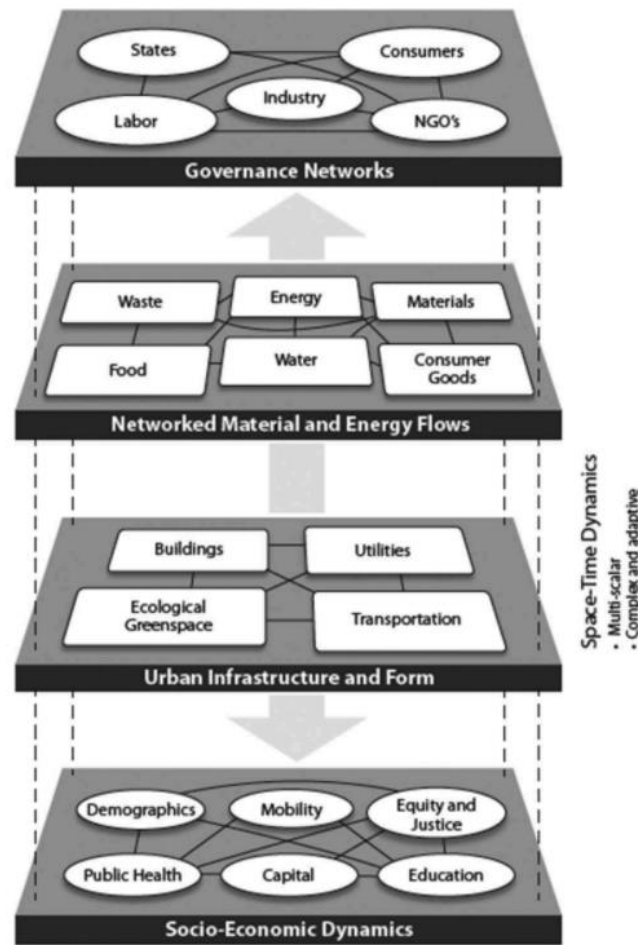 States
Consumers
Industry
Labor
NGO's
Governance Networks
Waste
Energy
Materials
Food
Water
Consumer
Goods
Networked Material and Energy Flows
Buildings
Utilities
Ecological
Greenspace
Transportation
Urban Infrastructure and Form
Demographics
Mobility
Equity and
Justice
Public Health
Capital
Education
Socio-Economic Dynamics
Space-Time Dynamics
• Multi-scalar
• Complex and adaptive